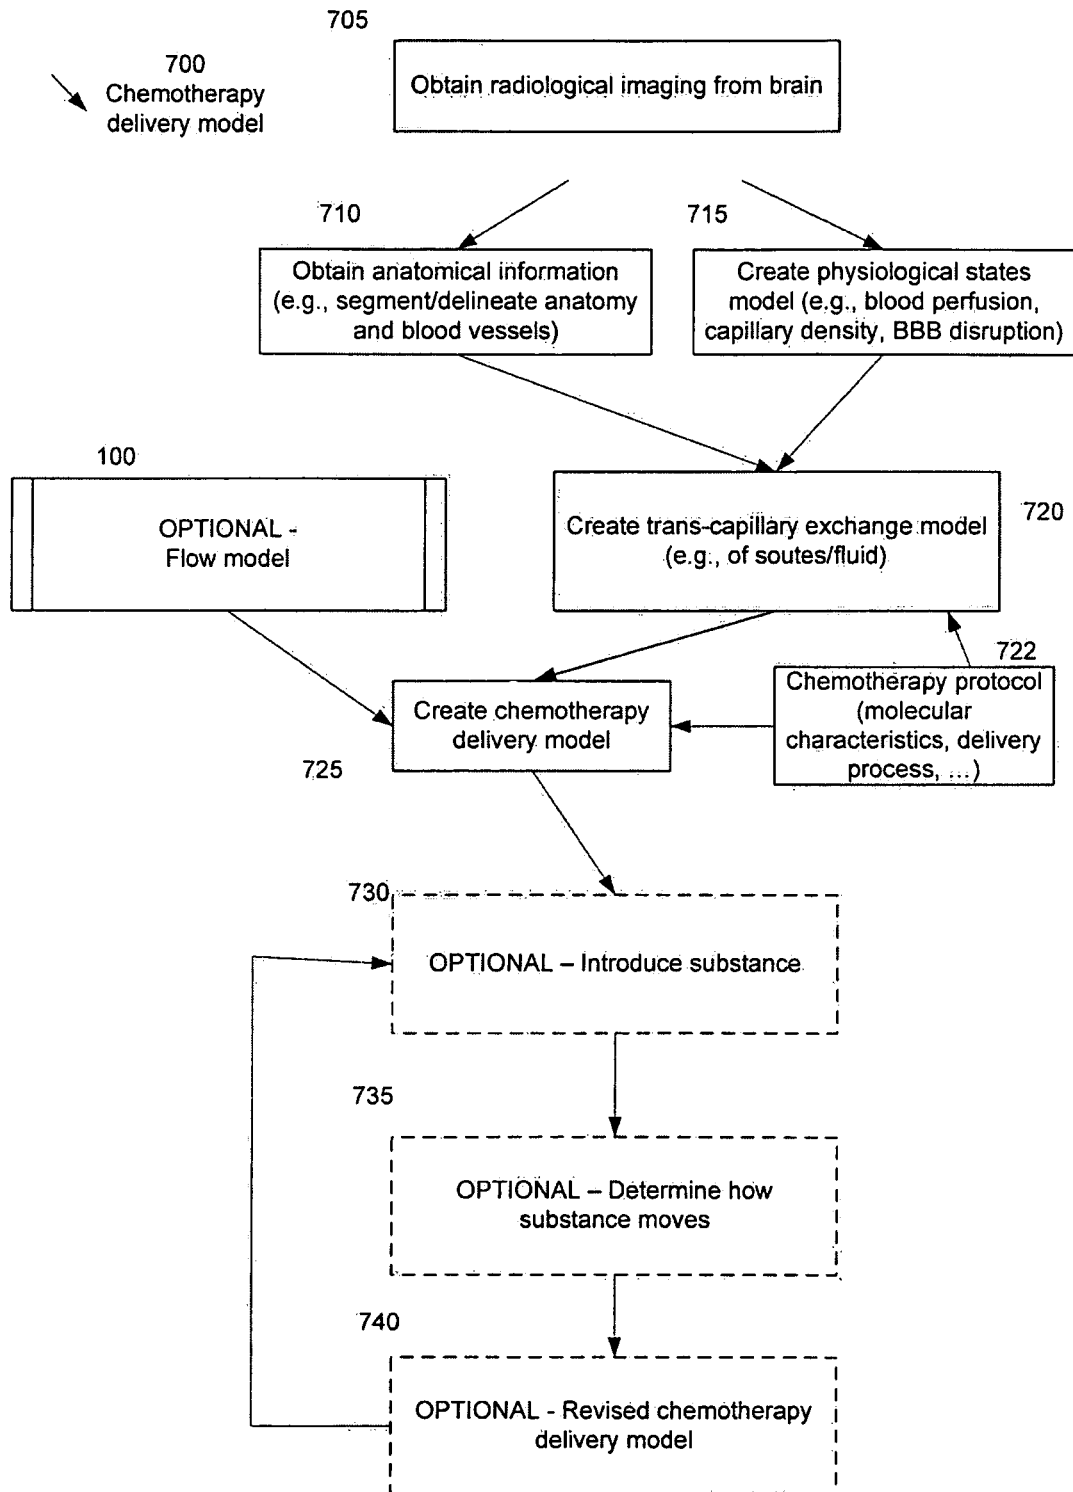 705
700
Chemotherapy
delivery model
Obtain radiological imaging from brain
710
715
Obtain anatomical information
(e.g., segment/delineate anatomy
and blood vessels)
Create physiological states
model (e.g., blood perfusion,
capillary density, BBB disruption)
100
OPTIONAL -
Flow model
Create trans-capillary exchange model
(e.g., of soutes/fluid)
720
722
Chemotherapy protocol
(molecular
characteristics, delivery
process, ...)
Create chemotherapy
delivery model
725
730
OPTIONAL – Introduce substance
735
OPTIONAL – Determine how
substance moves
740
OPTIONAL - Revised chemotherapy
delivery model